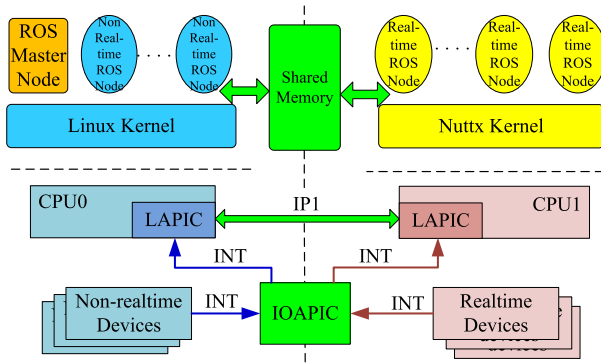 ROS
Master
Node
Non
Real-
time
ROS
Node
Non
Real-
time
ROS
Node
Shared
Memory
Real-
time
ROS
Node
Real-
time
ROS
Node
Real-
time
ROS
Node
Linux Kernel
Nuttx Kernel
CPU0
LAPIC
IP1
LAPIC
CPU1
INT
INT
Non-realtime
Devices
INT
IOAPIC
INT
Realtime
Devices
devices